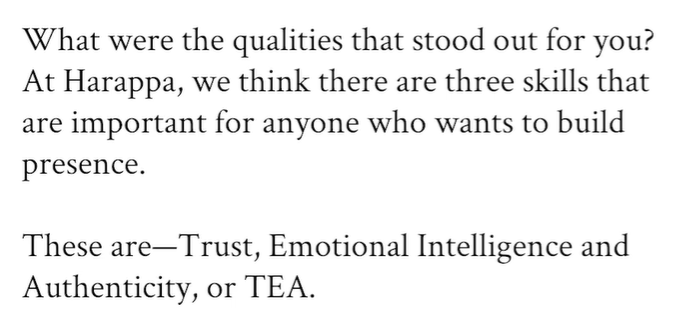 What were the qualities that stood out for you?
At Harappa, we think there are three skills that
are important for anyone who wants to build
presence.
These are—Trust, Emotional Intelligence and
Authenticity, or TEA.